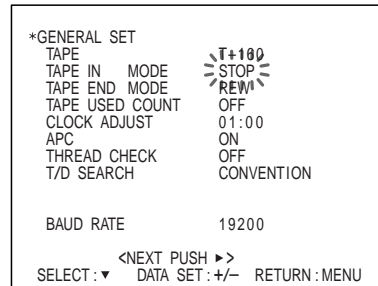 *GENERAL SET
TAPE T-160
TAPE IN MODE STOP
TAPE END MODE REW
TAPE USED COUNT OFF
CLOCK ADJUST 01:00
APC ON
THREAD CHECK OFF
T/D SEARCH CONVENTION
BAUD RATE 19200
<NEXT PUSH ►>
SELECT:▼ DATA SET:+/– RETURN:MENU